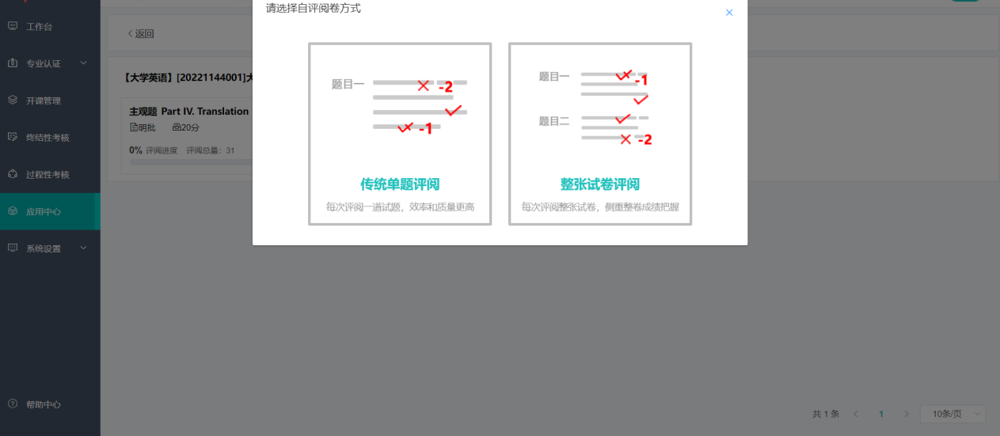 请选择自评阅卷方式
工作台
专业认证
开课管理
终结性考核
过程性考核
应用中心
系统设置
帮助中心
返回
【大学英语】[20221144001]大
主观题 Part IV. Translation
明批 20分
0% 评阅进度 评阅总量：31
题目一
-2
-1
传统单题评阅
每次评阅一道试题，效率和质量更高
题目一
-1
题目二
-2
整张试卷评阅
每次评阅整张试卷，侧重整卷成绩把握
共 1 条 1 10条/页